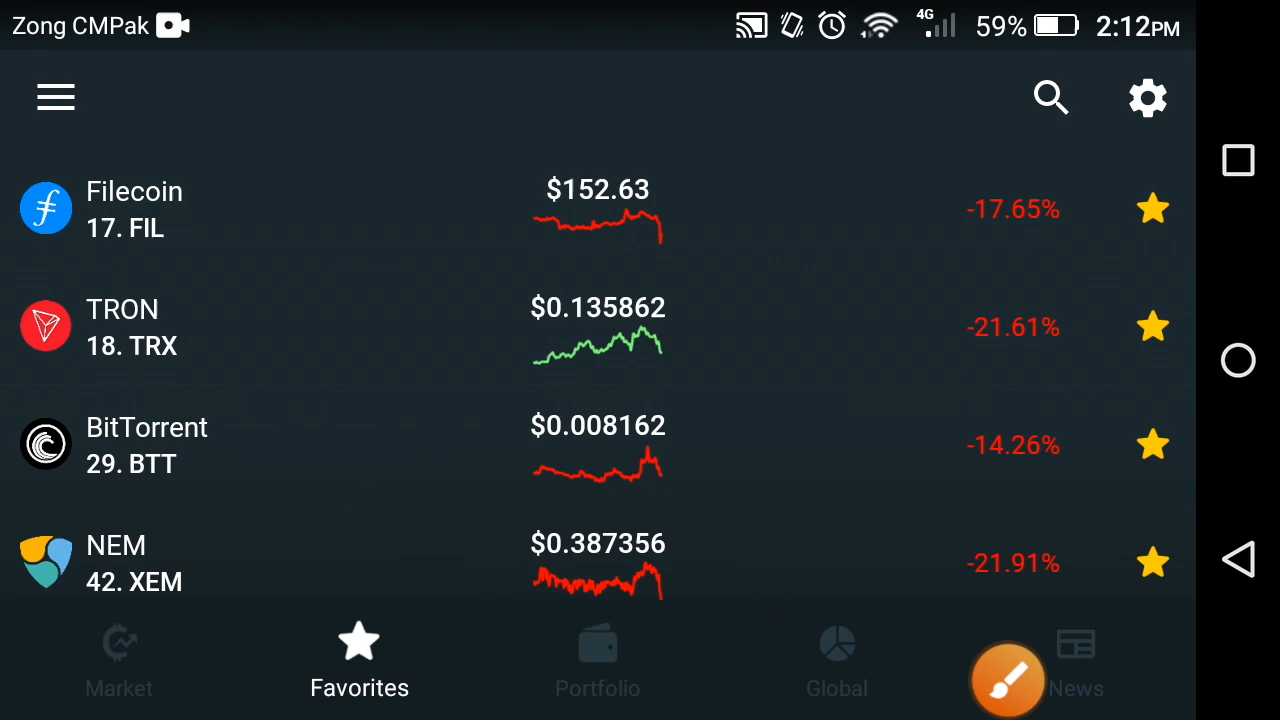 Zong CMPak 4G 59% 2:12PM
Filecoin
17. FIL
$152.63
-17.65%
TRON
18. TRX
$0.135862
-21.61%
BitTorrent
29. BTT
$0.008162
-14.26%
NEM
42. XEM
$0.387356
-21.91%
Market Favorites Portfolio Global News